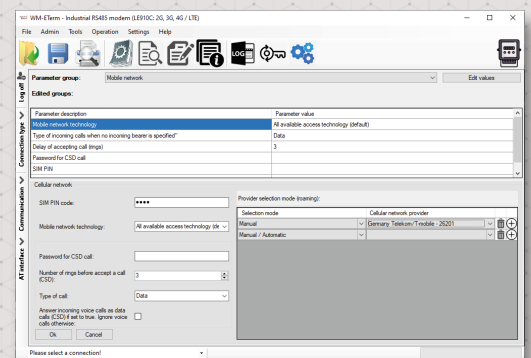 WM-ETerm - Industrial RS485 modem (LE910C: 2G, 3G, 4G / LTE)
File Admin Tools Operation Settings Help
LOG
Log off
Parameter group: Mobile network Edit values
Edited groups:
Connection type
Parameter description Parameter value
Mobile network technology All available access technology (default)
Type of incoming calls when no incoming bearer is specified" Data
Delay of accepting call (rings) 3
Password for CSD call
SIM PIN
Communication
AT interface
Cellular network
SIM PIN code: ●●●●
Mobile network technology: All available access technology (de
Password for CSD call:
Number of rings before accept a call
(CSD): 3
Type of call: Data
Answer incoming voice calls as data
calls (CSD) if set to true. Ignore voice
calls otherwise:
Ok Cancel
Provider selection mode (roaming):
Selection mode Cellular network provider
Manual Germany Telekom/T-mobile - 26201
Manual / Automatic
Please select a connection!